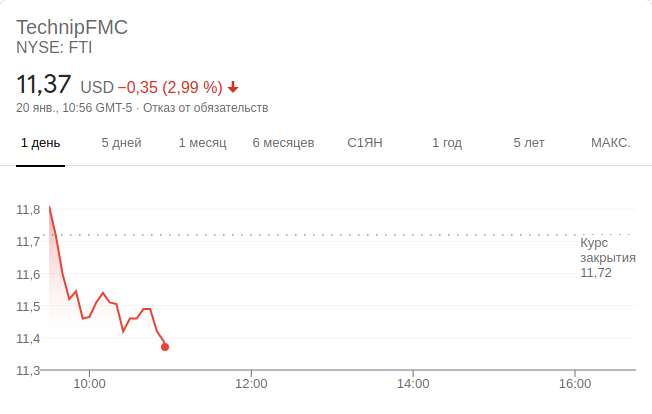 TechnipFMC
NYSE: FTI
11,37 USD −0,35 (2,99 %)
20 янв., 10:56 GMT-5 · Отказ от обязательств
1 день 5 дней 1 месяц 6 месяцев С1ЯН 1 год 5 лет МАКС.
11,8
11,7
11,6
11,5
11,4
11,3
Курс
закрытия
11,72
10:00 12:00 14:00 16:00